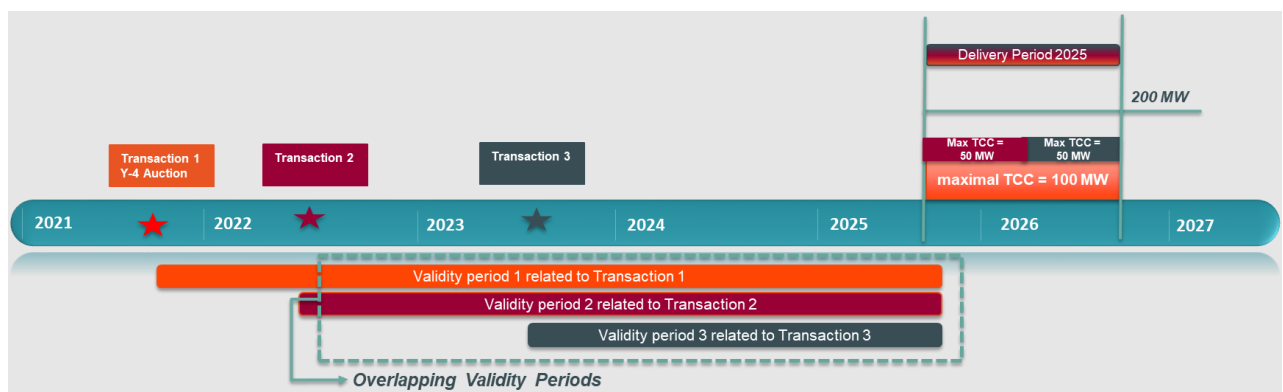 Delivery Period 2025
200 MW
Transaction 1
Y-4 Auction
Transaction 2
Transaction 3
Max TCC =
50 MW
Max TCC =
50 MW
maximal TCC = 100 MW
2021
2022
2023
2024
2025
2026
2027
Validity period 1 related to Transaction 1
Validity period 2 related to Transaction 2
Validity period 3 related to Transaction 3
Overlapping Validity Periods